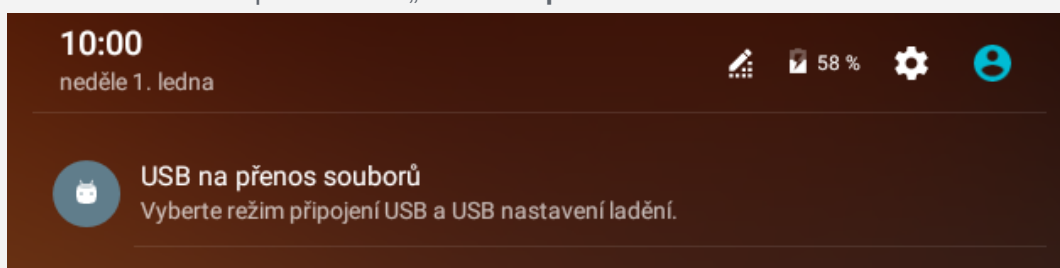 10:00
58 %
neděle 1. ledna
USB na přenos souborů
Vyberte režim připojení USB a USB nastavení ladění.